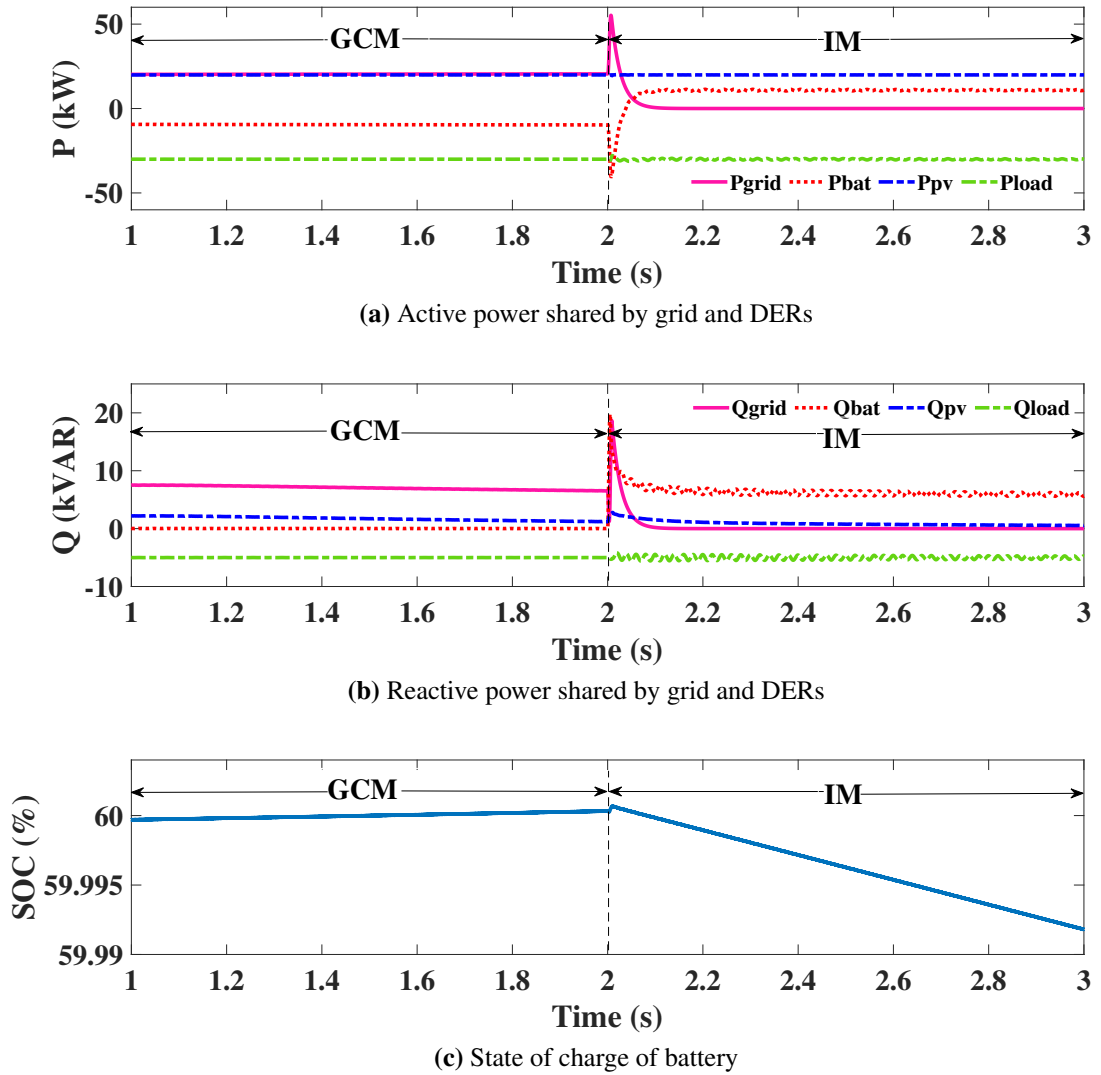 P (kW)
50
0
-50
GCM
IM
Pgrid Pbat Ppv Pload
1 1.2 1.4 1.6 1.8 2 2.2 2.4 2.6 2.8 3
Time (s)
(a) Active power shared by grid and DERs
Q (kVAR)
20
10
0
-10
Qgrid Qbat Qpv Qload
GCM
IM
1 1.2 1.4 1.6 1.8 2 2.2 2.4 2.6 2.8 3
Time (s)
(b) Reactive power shared by grid and DERs
SOC (%)
60
59.995
59.99
GCM
IM
1 1.2 1.4 1.6 1.8 2 2.2 2.4 2.6 2.8 3
Time (s)
(c) State of charge of battery